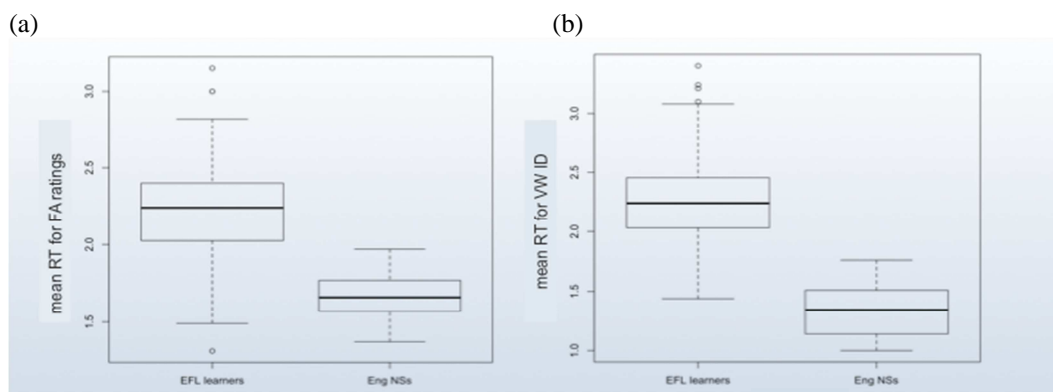 (a)
mean RT for FA ratings
3.0
2.5
2.0
1.5
EFL learners
Eng NSs
(b)
mean RT for VW ID
3.0
2.5
2.0
1.5
1.0
EFL learners
Eng NSs